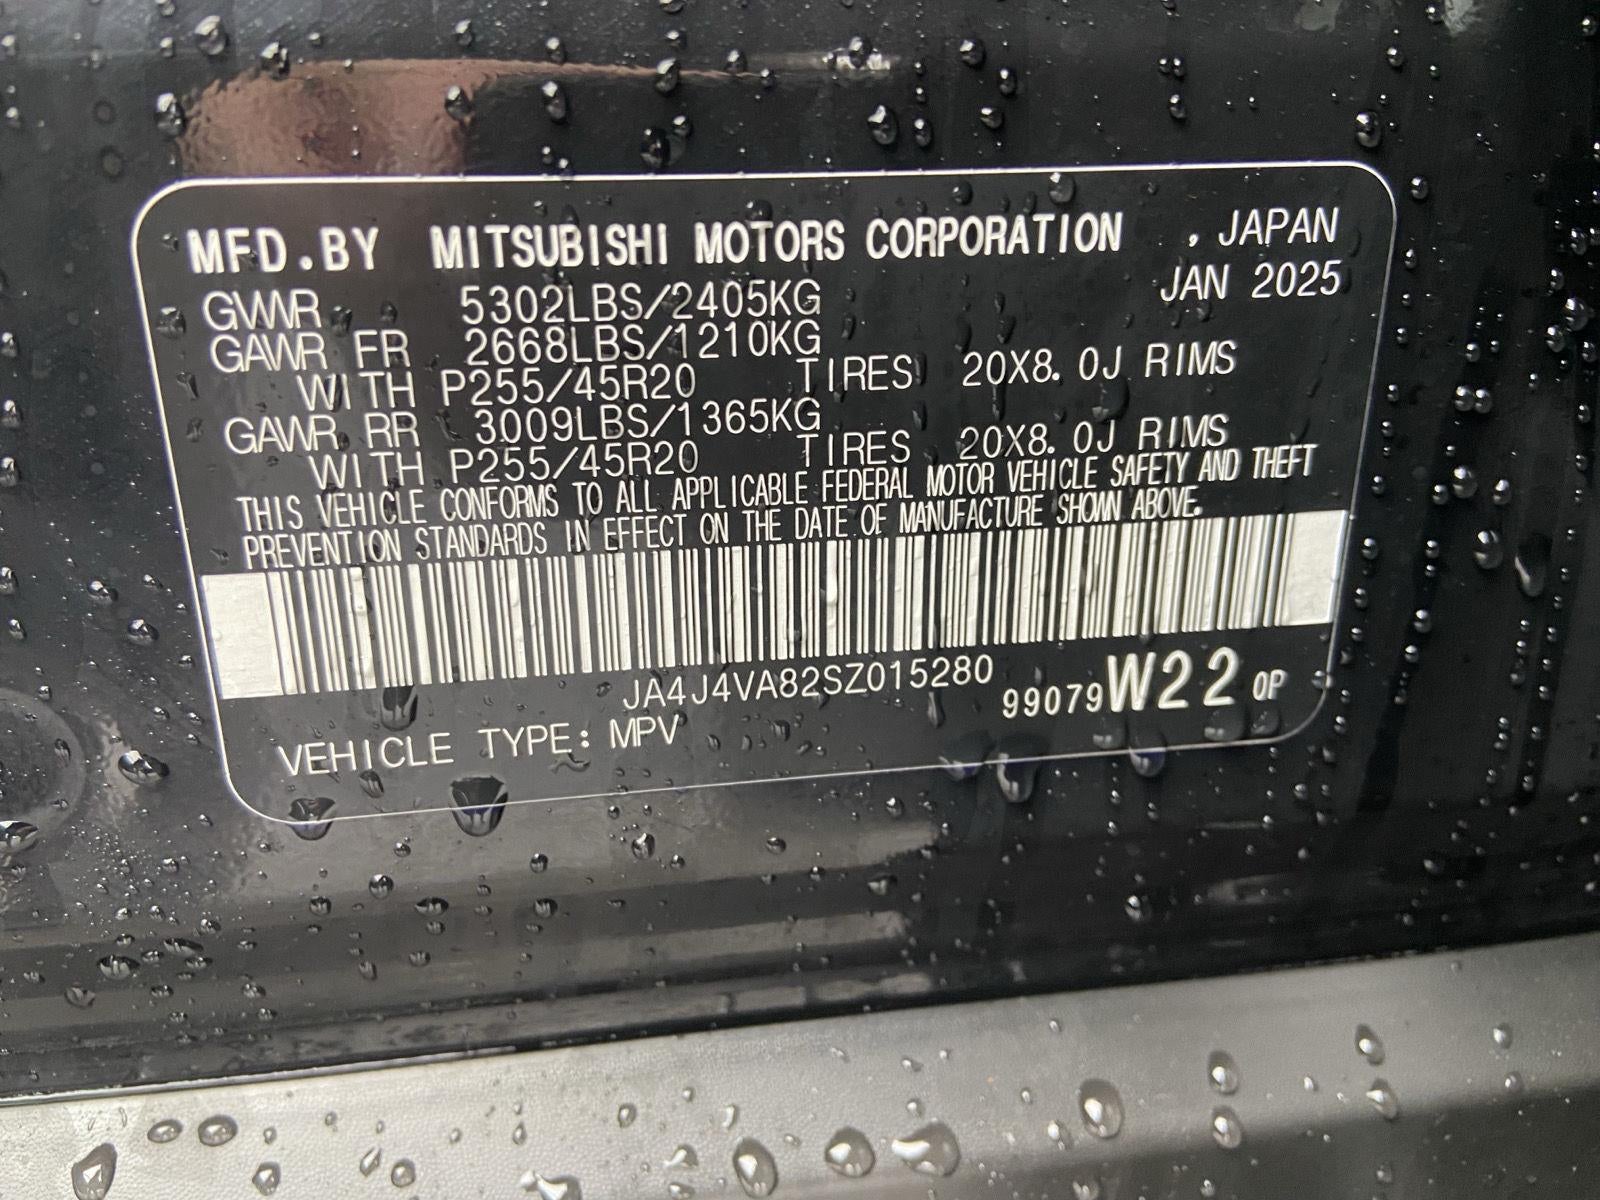 MFD.BY MITSUBISHI MOTORS CORPORATION , JAPAN
GVWR 5302LBS/2405KG JAN 2025
GAWR FR 2668LBS/1210KG
WITH P255/45R20 TIRES 20X8.0J RIMS
GAWR RR 3009LBS/1365KG
WITH P255/45R20 TIRES 20X8.0J RIMS
THIS VEHICLE CONFORMS TO ALL APPLICABLE FEDERAL MOTOR VEHICLE SAFETY AND THEFT
PREVENTION STANDARDS IN EFFECT ON THE DATE OF MANUFACTURE SHOWN ABOVE.
JA4J4VA82SZ015280
99079W22 0P
VEHICLE TYPE: MPV